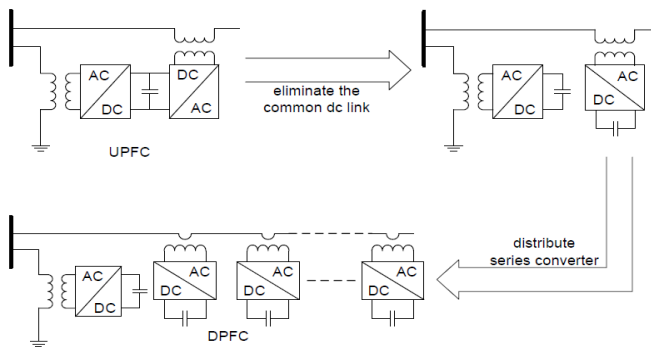 AC
DC
DC
AC
UPFC
eliminate the
common dc link
AC
DC
AC
DC
distribute
series converter
AC
DC
AC
DC
AC
DC
AC
DC
DPFC